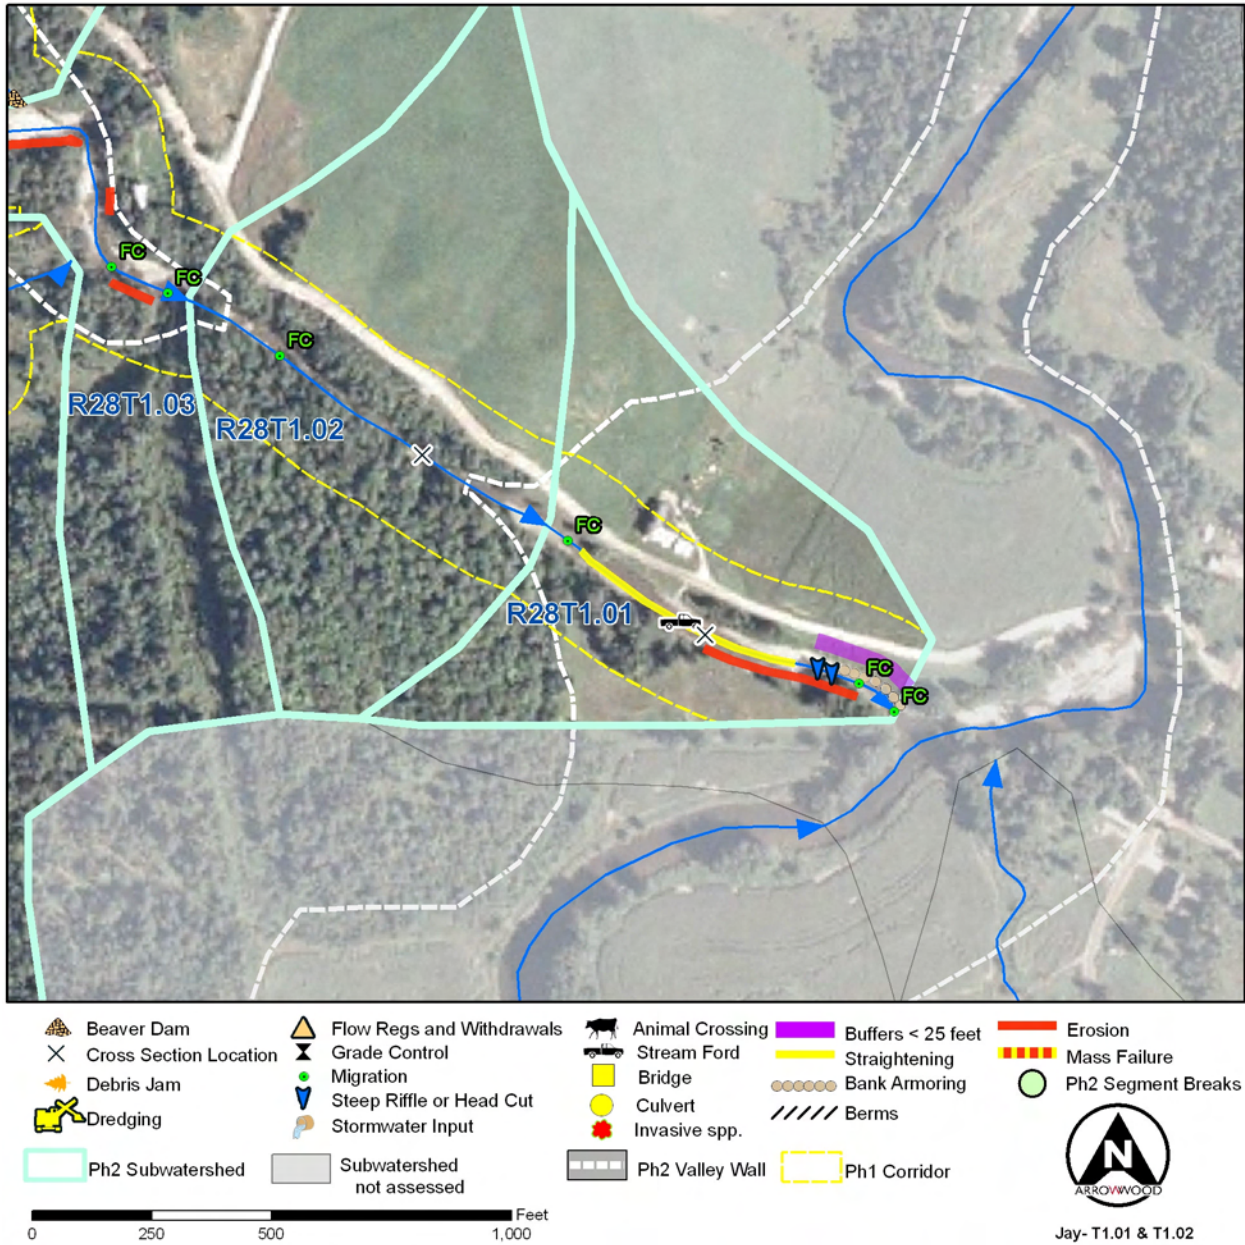 FC
FC
FC
R28T1.03
R28T1.02
FC
R28T1.01
FC
FC
Beaver Dam
Cross Section Location
Debris Jam
Dredging
Flow Regs and Withdrawals
Grade Control
Migration
Steep Riffle or Head Cut
Stormwater Input
Animal Crossing
Stream Ford
Bridge
Culvert
Invasive spp.
Buffers < 25 feet
Straightening
Bank Armoring
Berms
Erosion
Mass Failure
Ph2 Segment Breaks
Ph2 Subwatershed
Subwatershed
not assessed
Ph2 Valley Wall
Ph1 Corridor
N
ARROWWOOD
Feet
0 250 500 1,000
Jay- T1.01 & T1.02